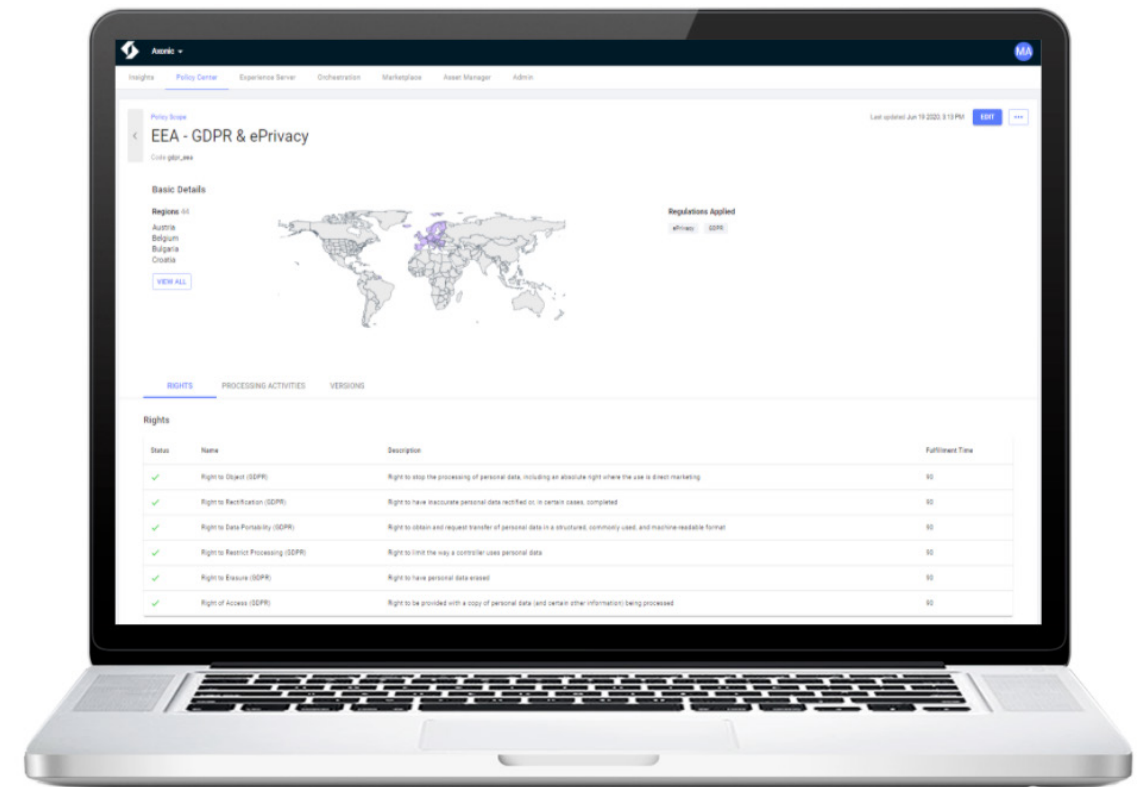 Axonic
MA
Insights Policy Center Experience Server Orchestration Marketplace Asset Manager Admin
Policy Scope
Last updated Jun 19 2020, 3:13 PM EDIT ...
EEA - GDPR & ePrivacy
Code gdpr_eea
Basic Details
Regions
Regulations Applied
Austria
ePrivacy GDPR
Belgium
Bulgaria
Croatia
VIEW ALL
RIGHTS PROCESSING ACTIVITIES VERSIONS
Rights
Status Name Description Fulfillment Time
Right to Object (GDPR) Right to stop the processing of personal data, including an absolute right where the use is direct marketing 90
Right to Rectification (GDPR) Right to have inaccurate personal data rectified or, in certain cases, completed 90
Right to Data Portability (GDPR) Right to obtain and request transfer of personal data in a structured, commonly used, and machine-readable format 90
Right to Restrict Processing (GDPR) Right to limit the way a controller uses personal data 90
Right to Erasure (GDPR) Right to have personal data erased 90
Right of Access (GDPR) Right to be provided with a copy of personal data (and certain other information) being processed 90